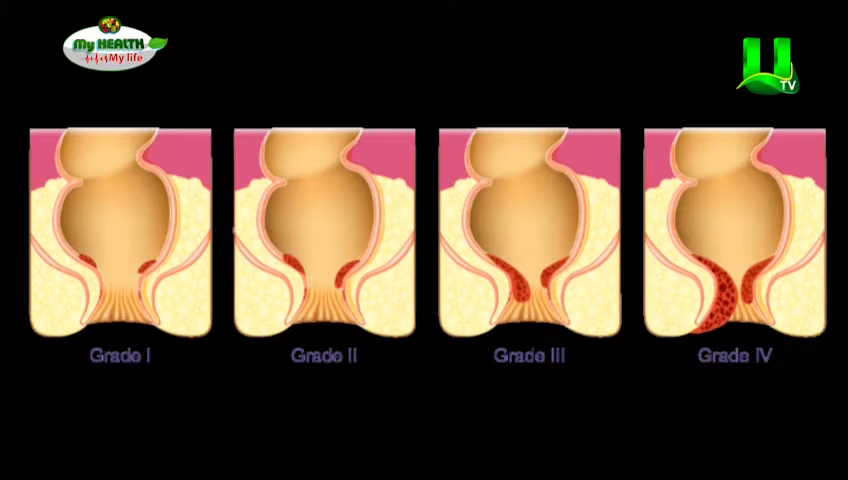 My HEALTH
My life
U
TV
Grade I
Grade II
Grade III
Grade IV